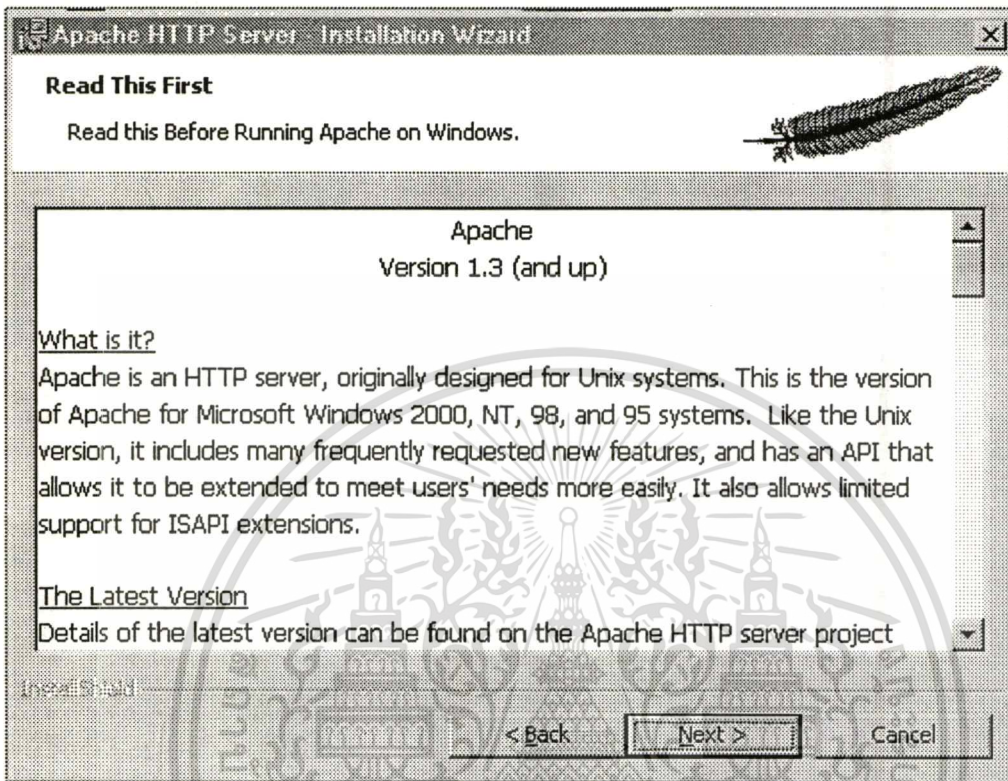 Apache HTTP Server - Installation Wizard
Read This First
Read this Before Running Apache on Windows.
Apache
Version 1.3 (and up)
What is it?
Apache is an HTTP server, originally designed for Unix systems. This is the version
of Apache for Microsoft Windows 2000, NT, 98, and 95 systems. Like the Unix
version, it includes many frequently requested new features, and has an API that
allows it to be extended to meet users' needs more easily. It also allows limited
support for ISAPI extensions.
The Latest Version
Details of the latest version can be found on the Apache HTTP server project
InstallShield
< Back Next > Cancel